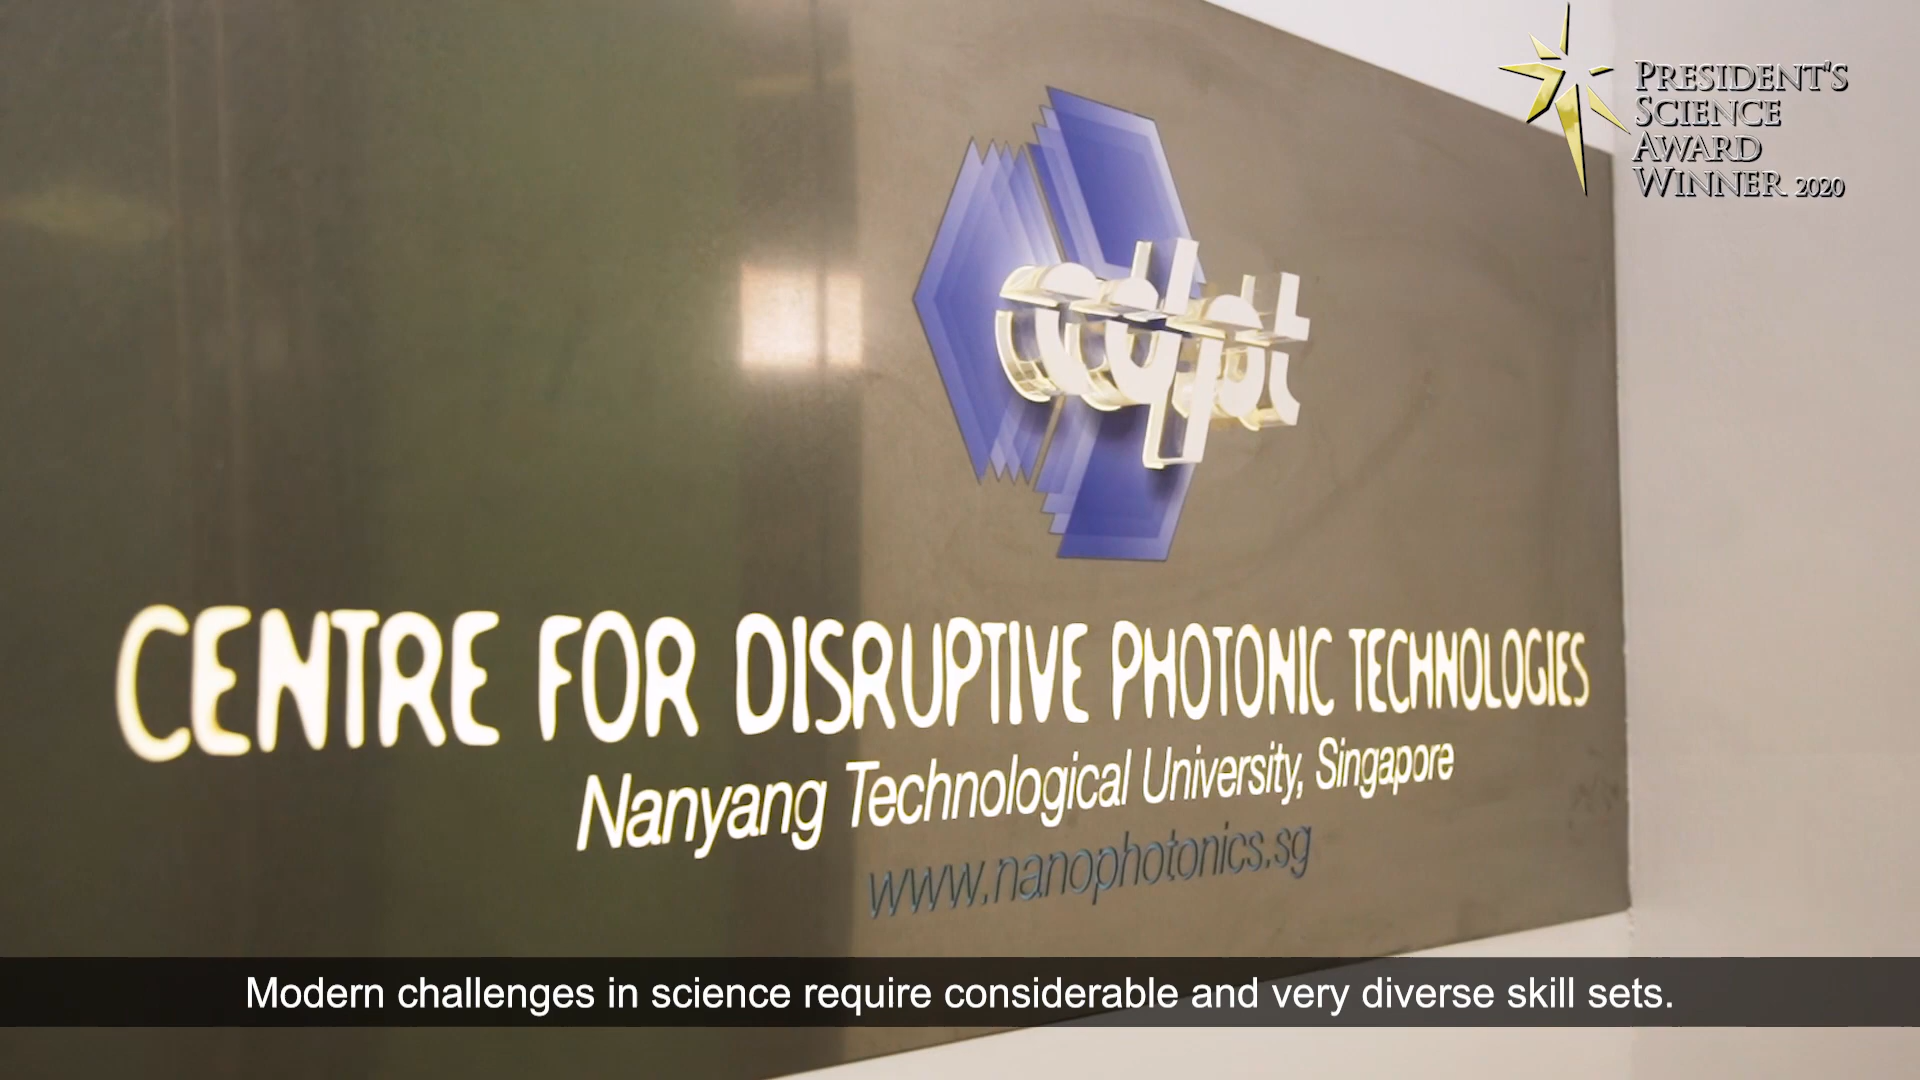 PRESIDENT'S
SCIENCE
AWARD
WINNER 2020
cdpt
CENTRE FOR DISRUPTIVE PHOTONIC TECHNOLOGIES
Nanyang Technological University, Singapore
www.nanophotonics.sg
Modern challenges in science require considerable and very diverse skill sets.